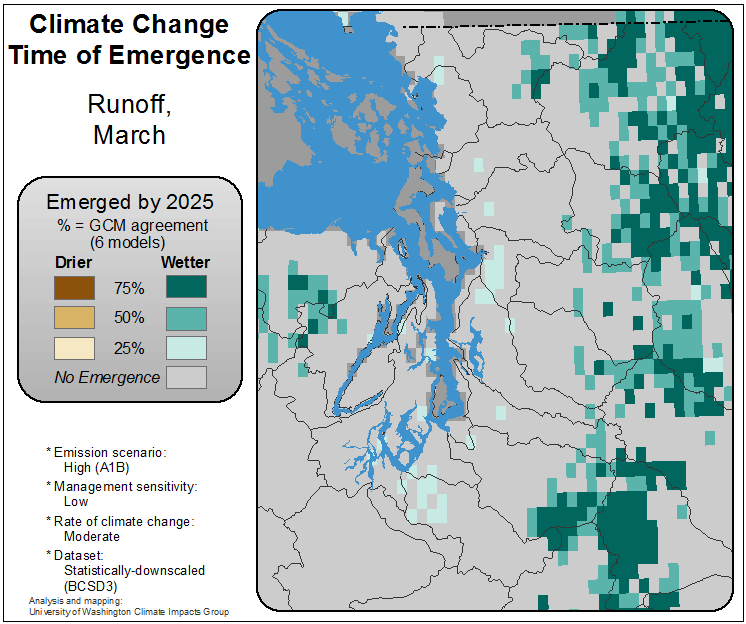 Climate Change
Time of Emergence
Runoff,
March
Emerged by 2025
% = GCM agreement
(6 models)
Drier Wetter
75%
50%
25%
No Emergence
* Emission scenario:
High (A1B)
* Management sensitivity:
Low
* Rate of climate change:
Moderate
* Dataset:
Statistically-downscaled
(BCSD3)
Analysis and mapping:
University of Washington Climate Impacts Group